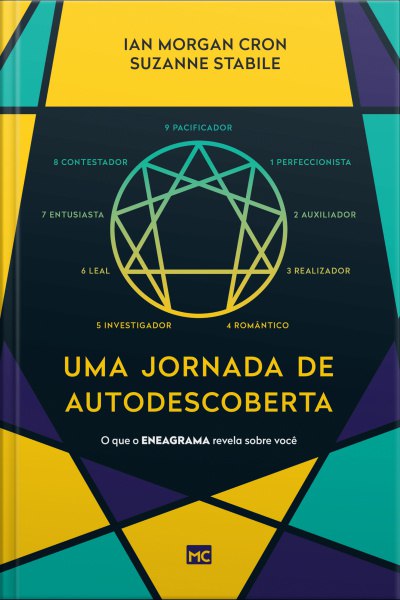 IAN MORGAN CRON
SUZANNE STABILE
9 PACIFICADOR
8 CONTESTADOR
1 PERFECCIONISTA
7 ENTUSIASTA
2 AUXILIADOR
6 LEAL
3 REALIZADOR
5 INVESTIGADOR
4 ROMÂNTICO
UMA JORNADA DE
AUTODESCOBERTA
O que o ENEAGRAMA revela sobre você
MC